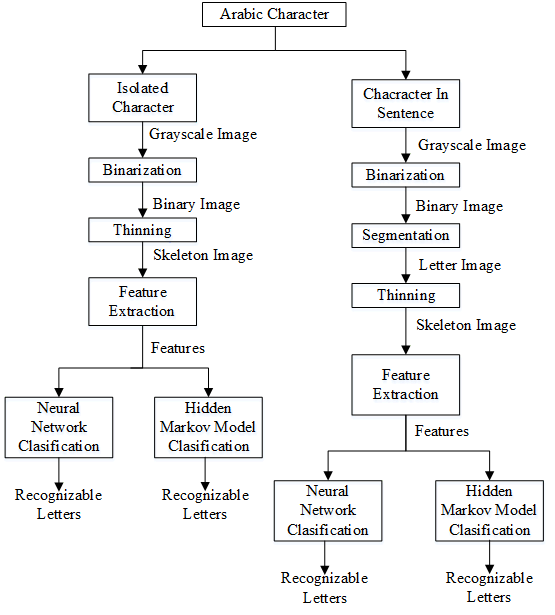 Arabic Character
Isolated
Character
Grayscale Image
Binarization
Binary Image
Thinning
Skeleton Image
Feature
Extraction
Features
Neural
Network
Clasification
Hidden
Markov Model
Clasification
Recognizable
Letters
Recognizable
Letters
Chacracter In
Sentence
Grayscale Image
Binarization
Binary Image
Segmentation
Letter Image
Thinning
Skeleton Image
Feature
Extraction
Features
Neural
Network
Clasification
Hidden
Markov Model
Clasification
Recognizable
Letters
Recognizable
Letters